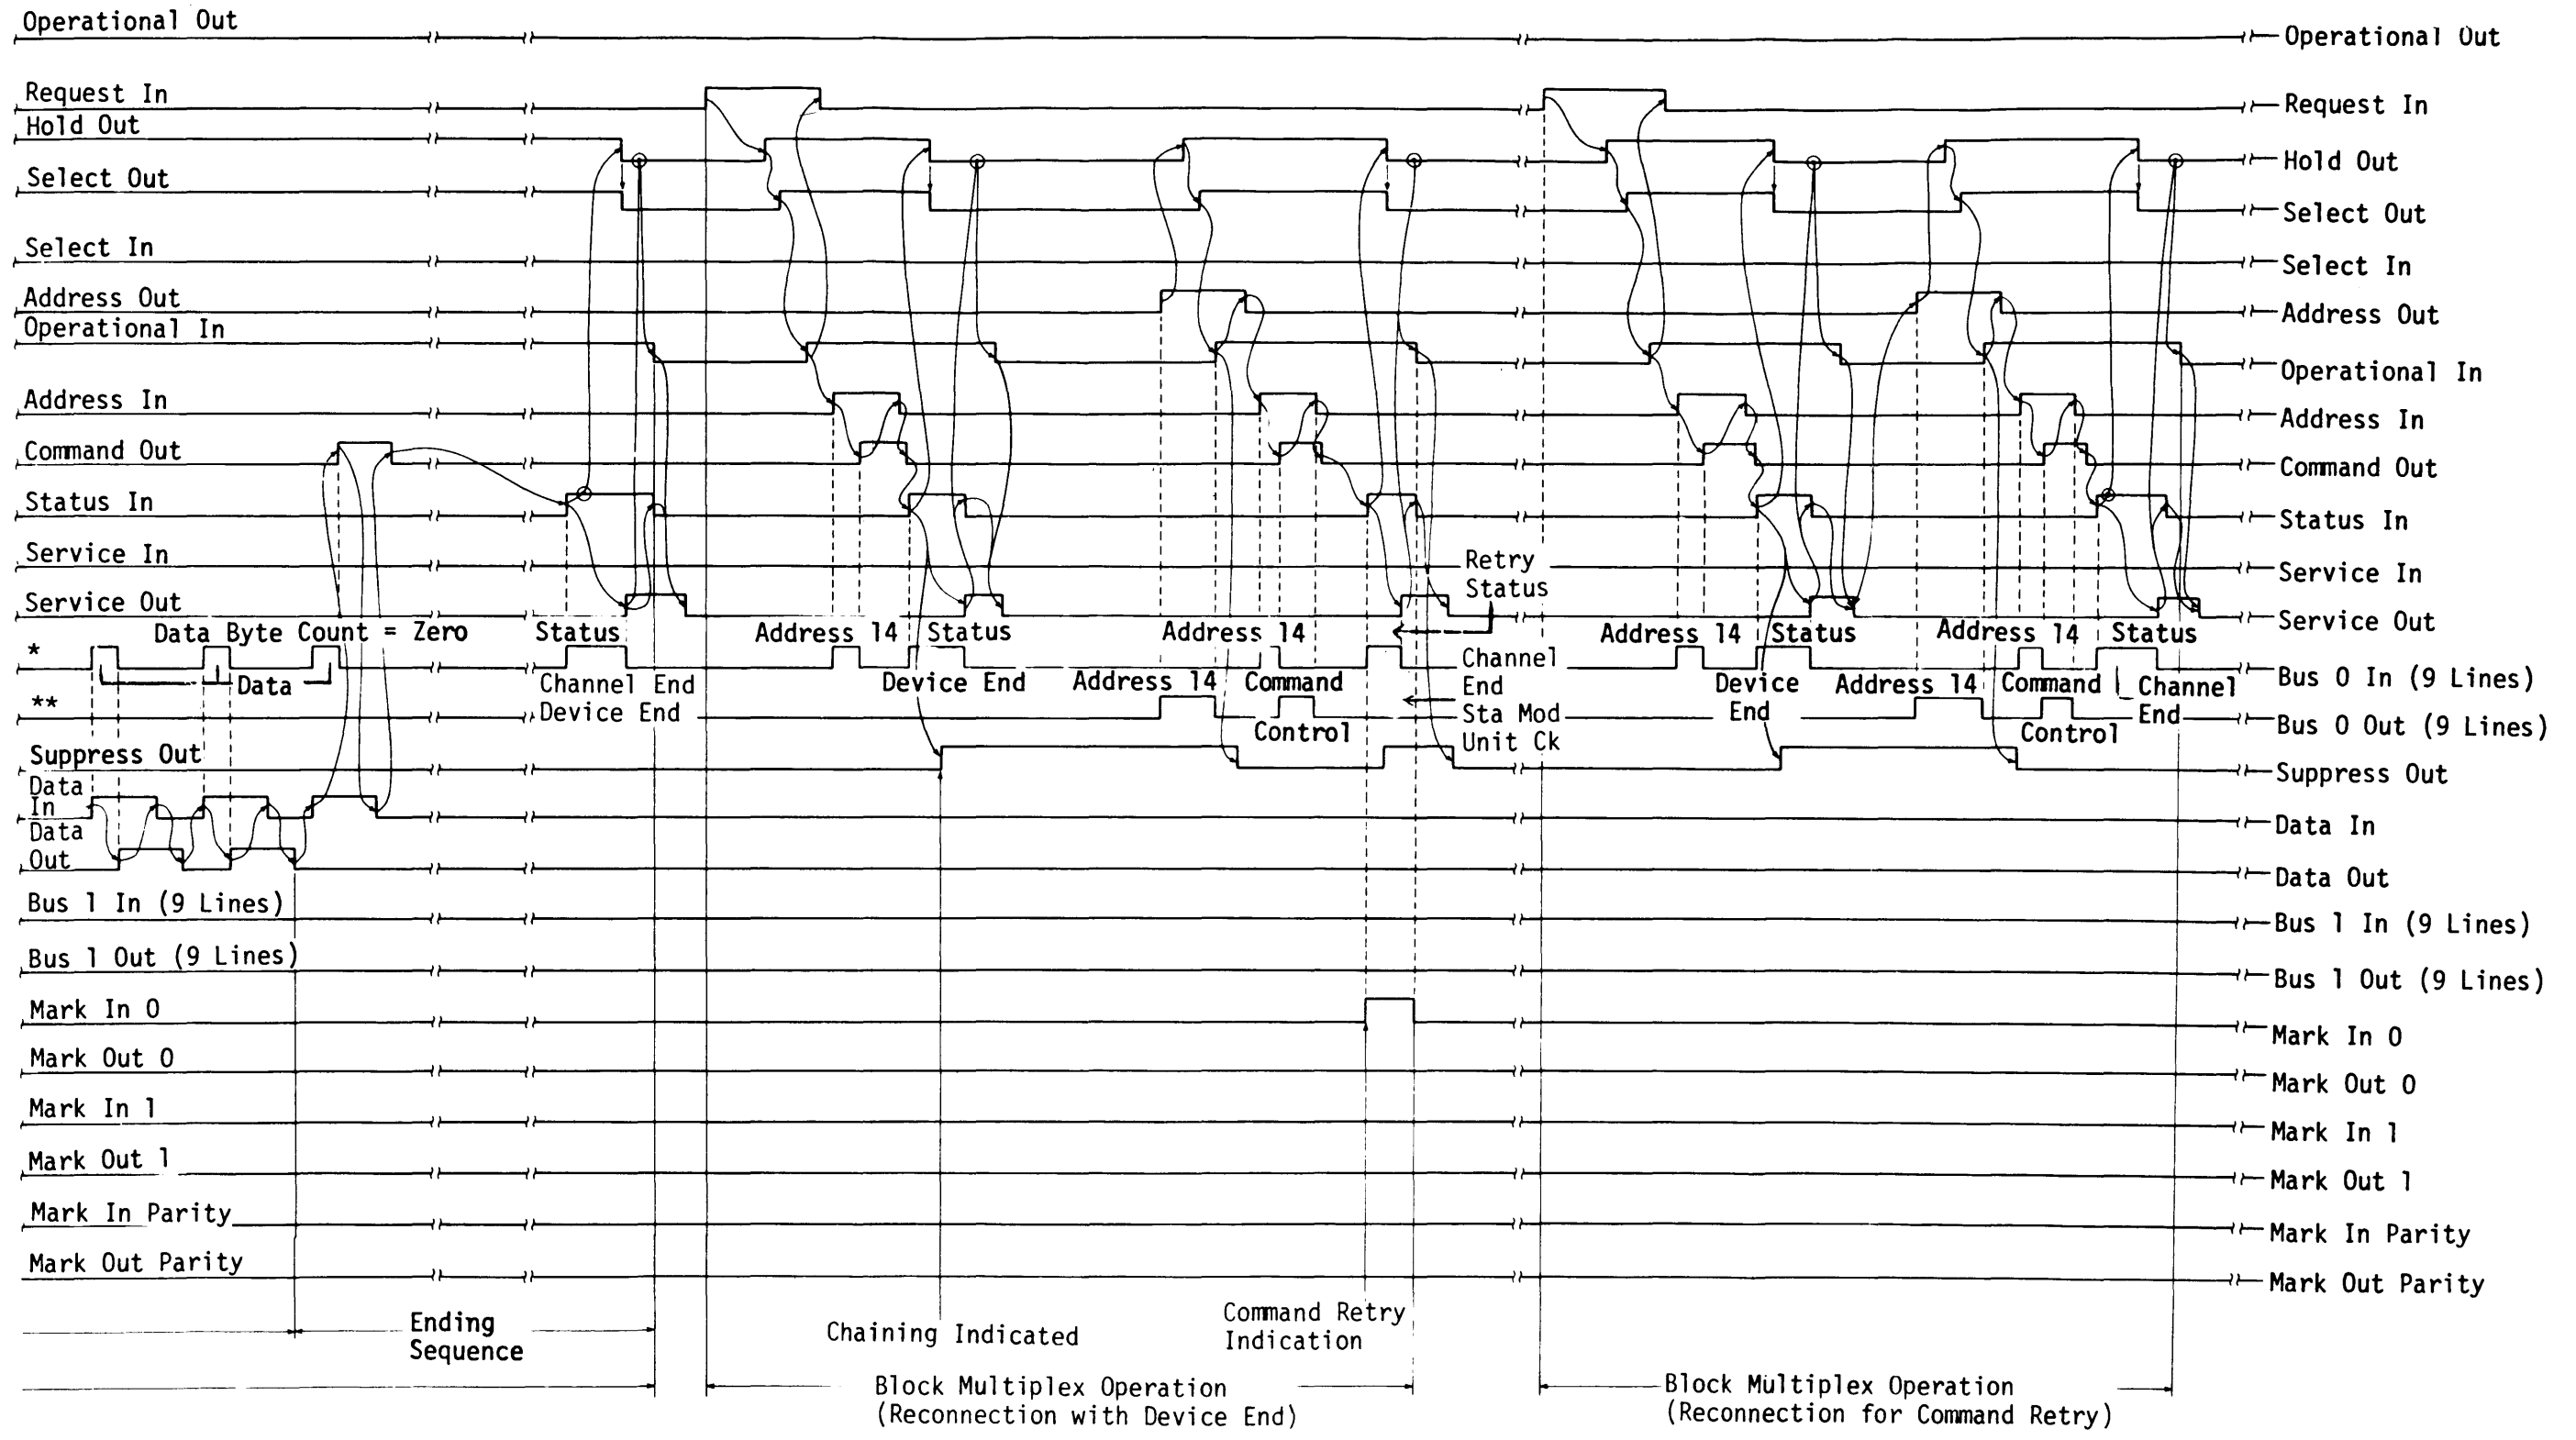 Operational Out
Operational Out
Request In
Request In
Hold Out
Hold Out
Select Out
Select Out
Select In
Select In
Address Out
Address Out
Operational In
Operational In
Address In
Address In
Command Out
Command Out
Status In
Status In
Service In
Retry
Status
Service In
Service Out
Service Out
Data Byte Count = Zero
Status
Address 14
Status
Address 14
Address 14
Status
Address 14
Status
*
Data
Channel End
Device End
Device End
Address 14
Command
Control
Channel
End
Sta Mod
Unit Ck
Device
End
Address 14
Command
Control
Channel
End
Bus 0 In (9 Lines)
**
Bus 0 Out (9 Lines)
Suppress Out
Suppress Out
Data
In
Data In
Data
Out
Data Out
Bus 1 In (9 Lines)
Bus 1 In (9 Lines)
Bus 1 Out (9 Lines)
Bus 1 Out (9 Lines)
Mark In 0
Mark In 0
Mark Out 0
Mark Out 0
Mark In 1
Mark In 1
Mark Out 1
Mark Out 1
Mark In Parity
Mark In Parity
Mark Out Parity
Mark Out Parity
Ending
Sequence
Chaining Indicated
Command Retry
Indication
Block Multiplex Operation
(Reconnection with Device End)
Block Multiplex Operation
(Reconnection for Command Retry)